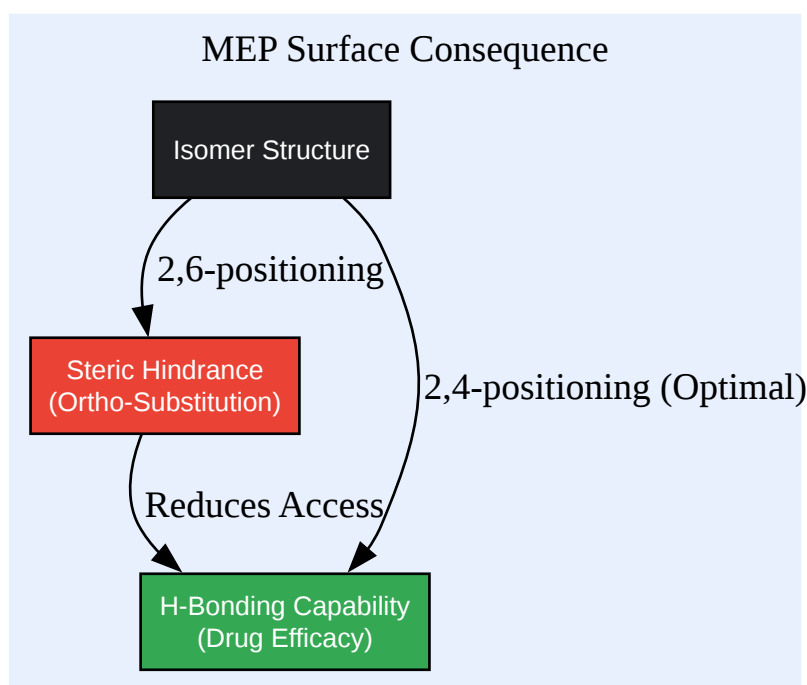 MEP Surface Consequence
Isomer Structure
2,6-positioning
Steric Hindrance
(Ortho-Substitution)
2,4-positioning (Optimal)
Reduces Access
H-Bonding Capability
(Drug Efficacy)